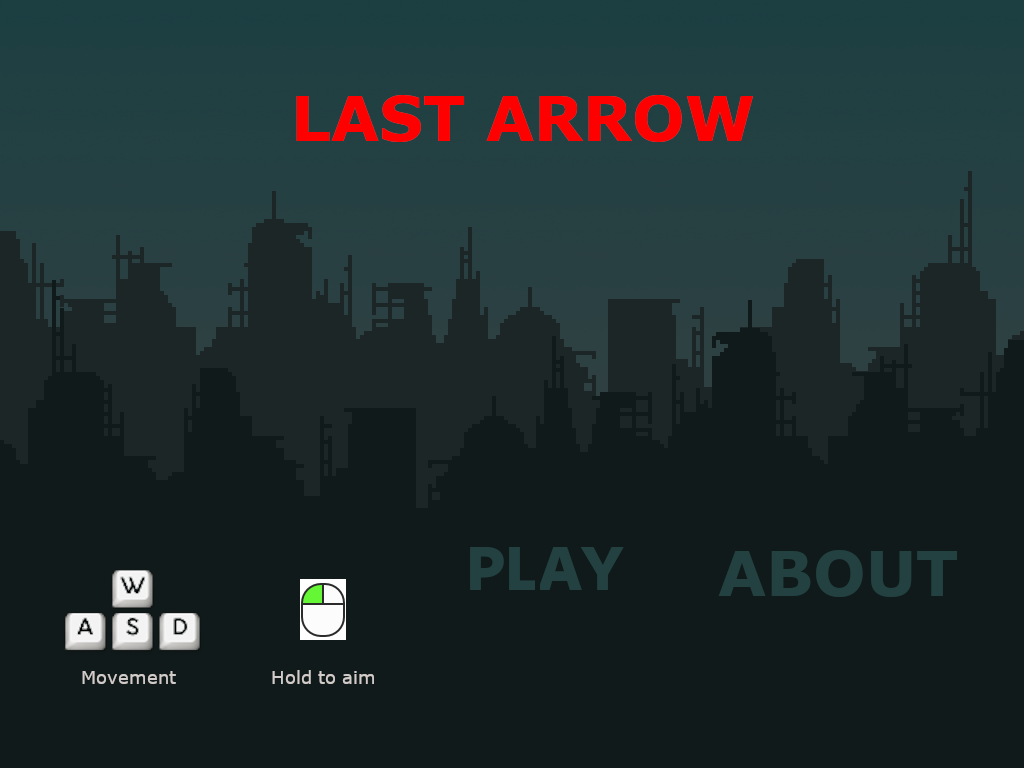 LAST ARROW
PLAY
ABOUT
W
A S D
Movement
Hold to aim